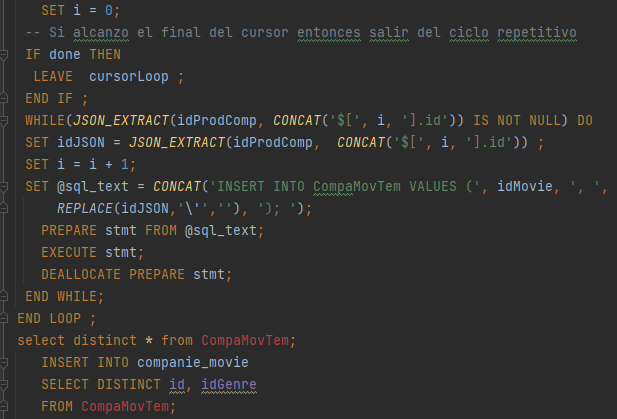 SET i = 0;
-- Si alcanzo el final del cursor entonces salir del ciclo repetitivo
IF done THEN
LEAVE cursorLoop ;
END IF ;
WHILE(JSON_EXTRACT(idProdComp, CONCAT('$[', i, '].id')) IS NOT NULL) DO
SET idJSON = JSON_EXTRACT(idProdComp,  CONCAT('$[', i, '].id')) ;
SET i = i + 1;
SET @sql_text = CONCAT('INSERT INTO CompaMovTem VALUES (', idMovie, ', ',
REPLACE(idJSON,'\'',''), '); ');
PREPARE stmt FROM @sql_text;
EXECUTE stmt;
DEALLOCATE PREPARE stmt;
END WHILE;
END LOOP ;
select distinct * from CompaMovTem;
INSERT INTO companie_movie
SELECT DISTINCT id, idGenre
FROM CompaMovTem;